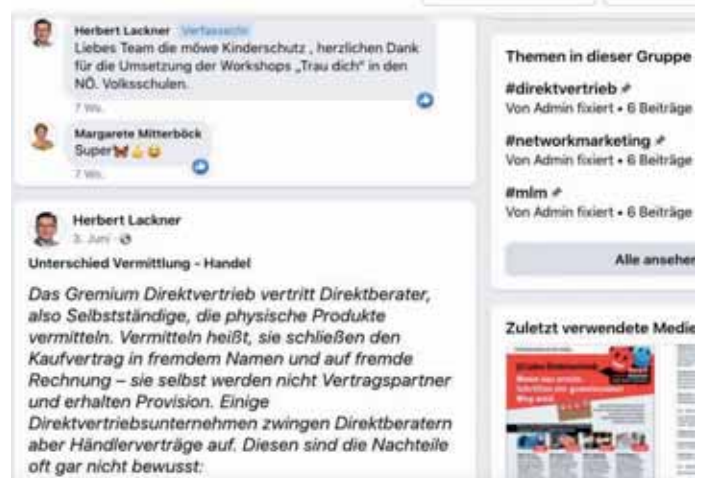 Herbert Lackner Verfasser/in
Liebes Team die möwe Kinderschutz , herzlichen Dank
für die Umsetzung der Workshops „Trau dich" in den
NÖ. Volksschulen.
7 Wo.
Margarete Mitterböck
Super🦋👍😄
7 Wo.
Herbert Lackner
3. Juni
Unterschied Vermittlung - Handel
Das Gremium Direktvertrieb vertritt Direktberater,
also Selbstständige, die physische Produkte
vermitteln. Vermitteln heißt, sie schließen den
Kaufvertrag in fremdem Namen und auf fremde
Rechnung – sie selbst werden nicht Vertragspartner
und erhalten Provision. Einige
Direktvertriebsunternehmen zwingen Direktberatern
aber Händlerverträge auf. Diesen sind die Nachteile
oft gar nicht bewusst:
Themen in dieser Gruppe
#direktvertrieb
Von Admin fixiert • 6 Beiträge
#networkmarketing
Von Admin fixiert • 6 Beiträge
#mlm
Von Admin fixiert • 6 Beiträge
Alle ansehen
Zuletzt verwendete Medie